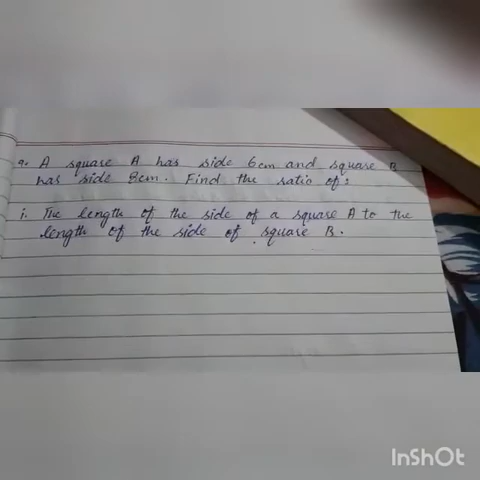 9. A square A has side 6cm and square B
has side 8cm. Find the ratio of:
i. The length of the side of a square A to the
length of the side of square B.
InShOt